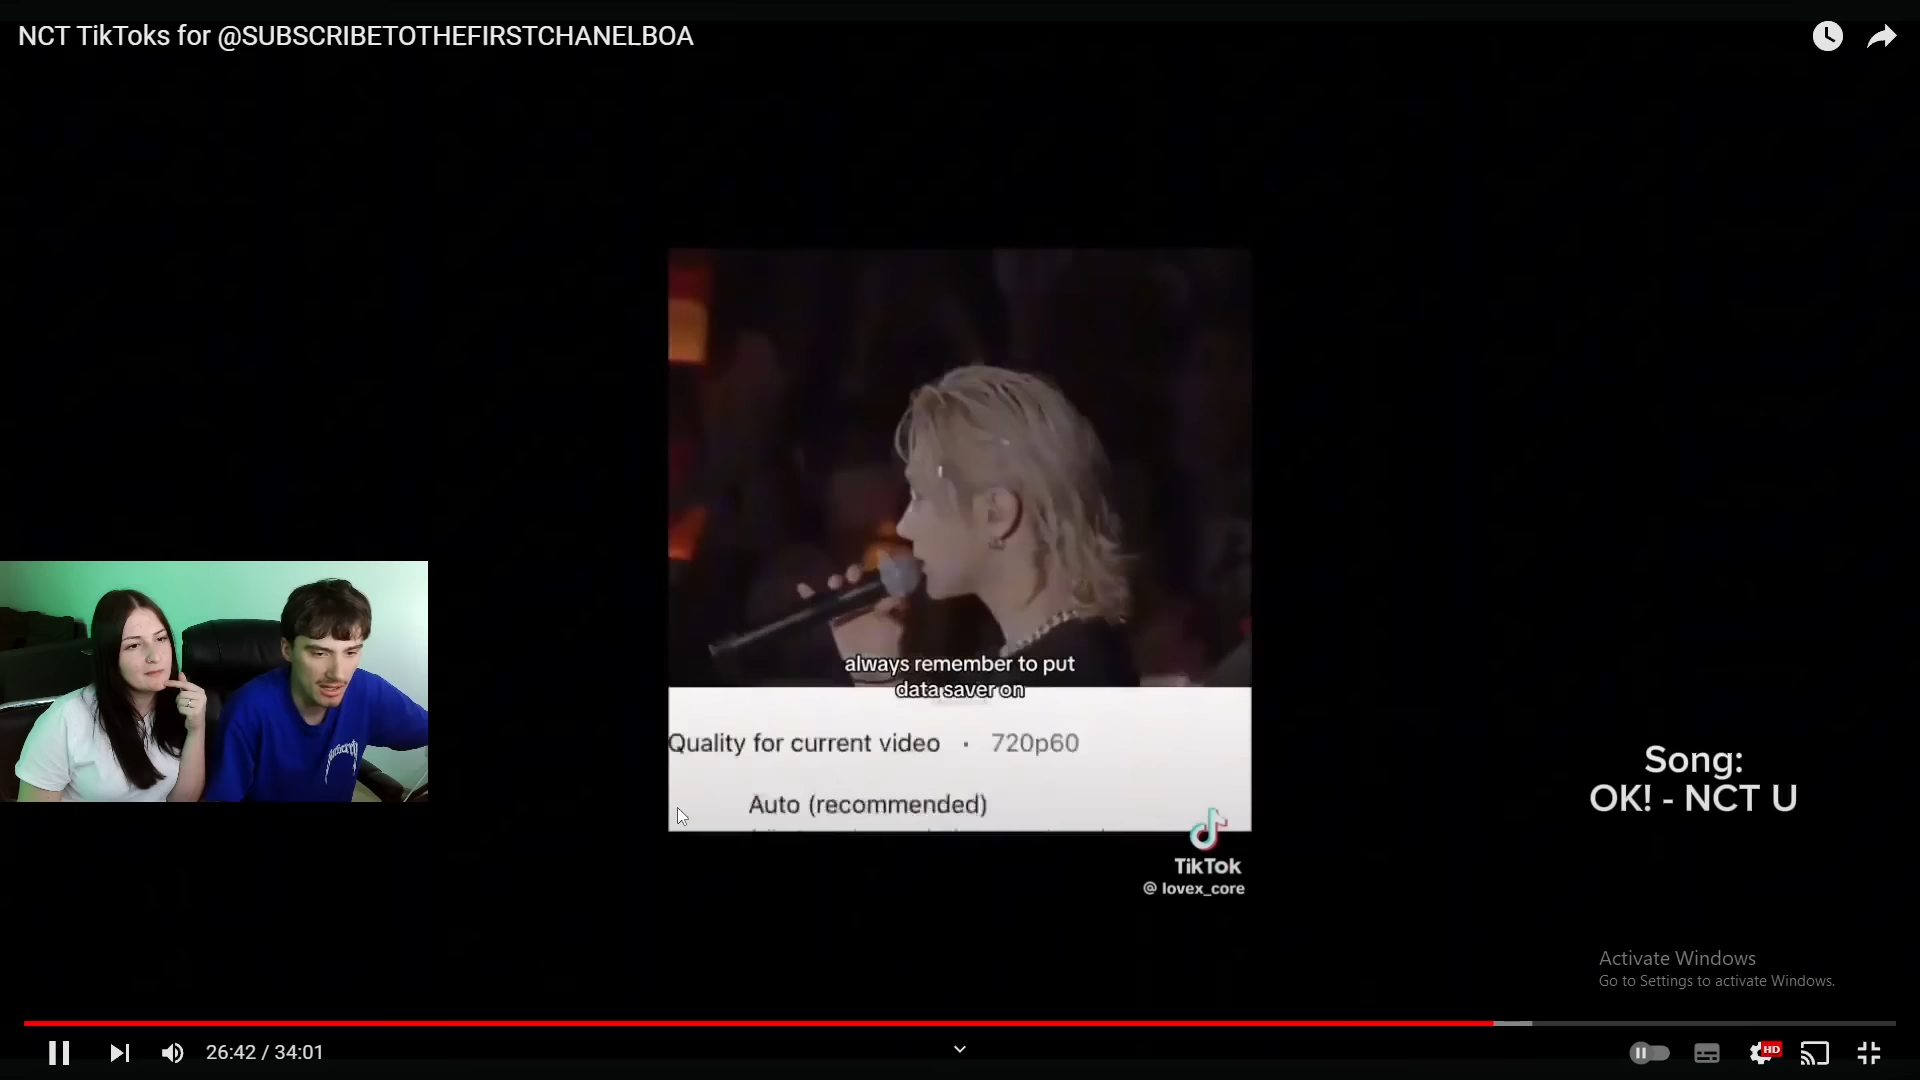 NCT TikToks for @SUBSCRIBETOTHEFIRSTCHANELBOA
always remember to put
data saver on
Quality for current video · 720p60
Auto (recommended)
TikTok
@ lovex_core
Song:
OK! - NCT U
Activate Windows
Go to Settings to activate Windows.
26:42 / 34:01
HD